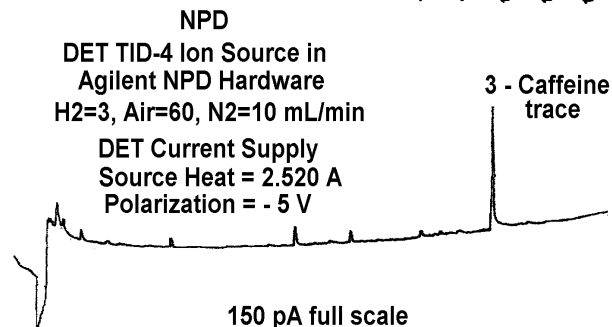 NPD
DET TID-4 Ion Source in
Agilent NPD Hardware
H2=3, Air=60, N2=10 mL/min
DET Current Supply
Source Heat = 2.520 A
Polarization = - 5 V
3 - Caffeine
trace
150 pA full scale